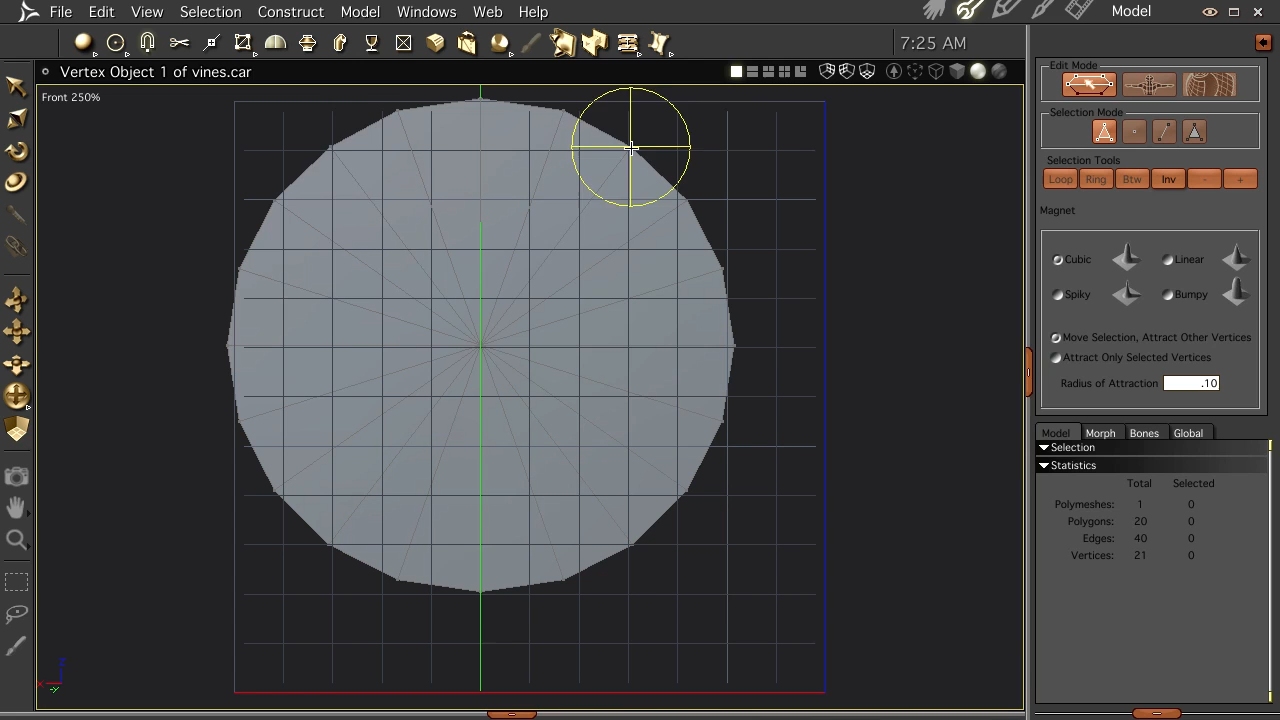 File Edit View Selection Construct Model Windows Web Help
Model
7:25 AM
Vertex Object 1 of vines.car
Front 250%
Edit Mode
Selection Mode
Selection Tools
Loop Ring Btw Inv - +
Magnet
Cubic Linear
Spiky Bumpy
Move Selection, Attract Other Vertices
Attract Only Selected Vertices
Radius of Attraction .10
Model Morph Bones Global
Selection
Statistics
Total Selected
Polymeshes: 1 0
Polygons: 20 0
Edges: 40 0
Vertices: 21 0